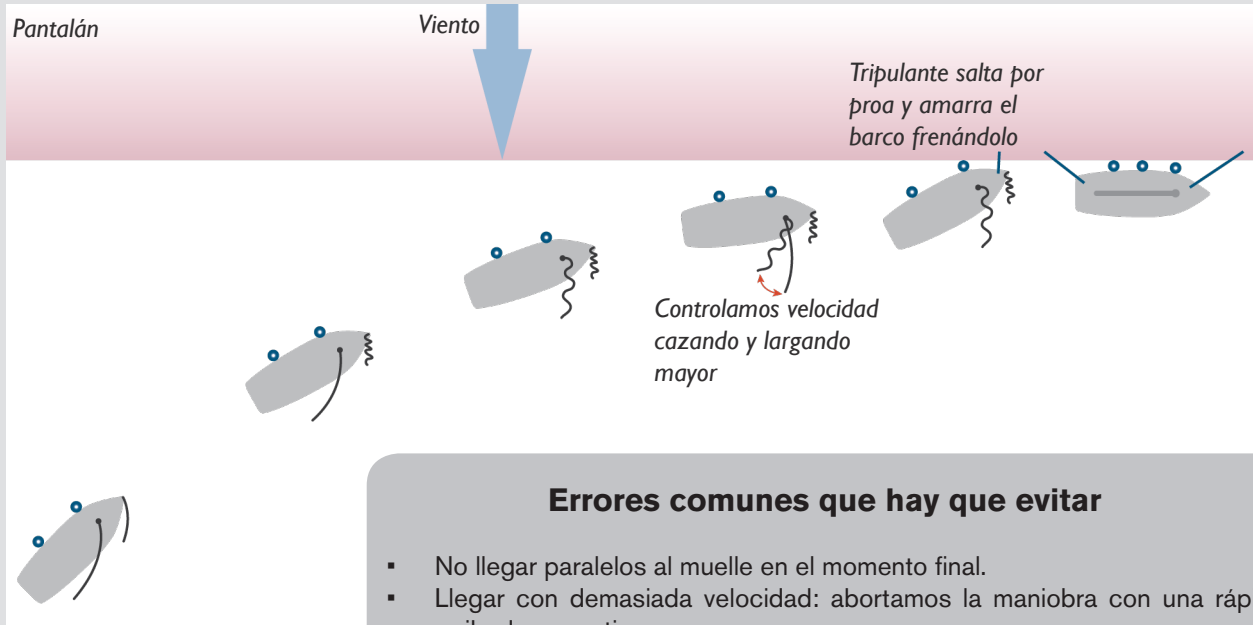 Pantalán
Viento
Tripulante salta por
proa y amarra el
barco frenándolo
Controlamos velocidad
cazando y largando
mayor
Errores comunes que hay que evitar
▪ No llegar paralelos al muelle en el momento final.
▪ Llegar con demasiada velocidad: abortamos la maniobra con una ráp